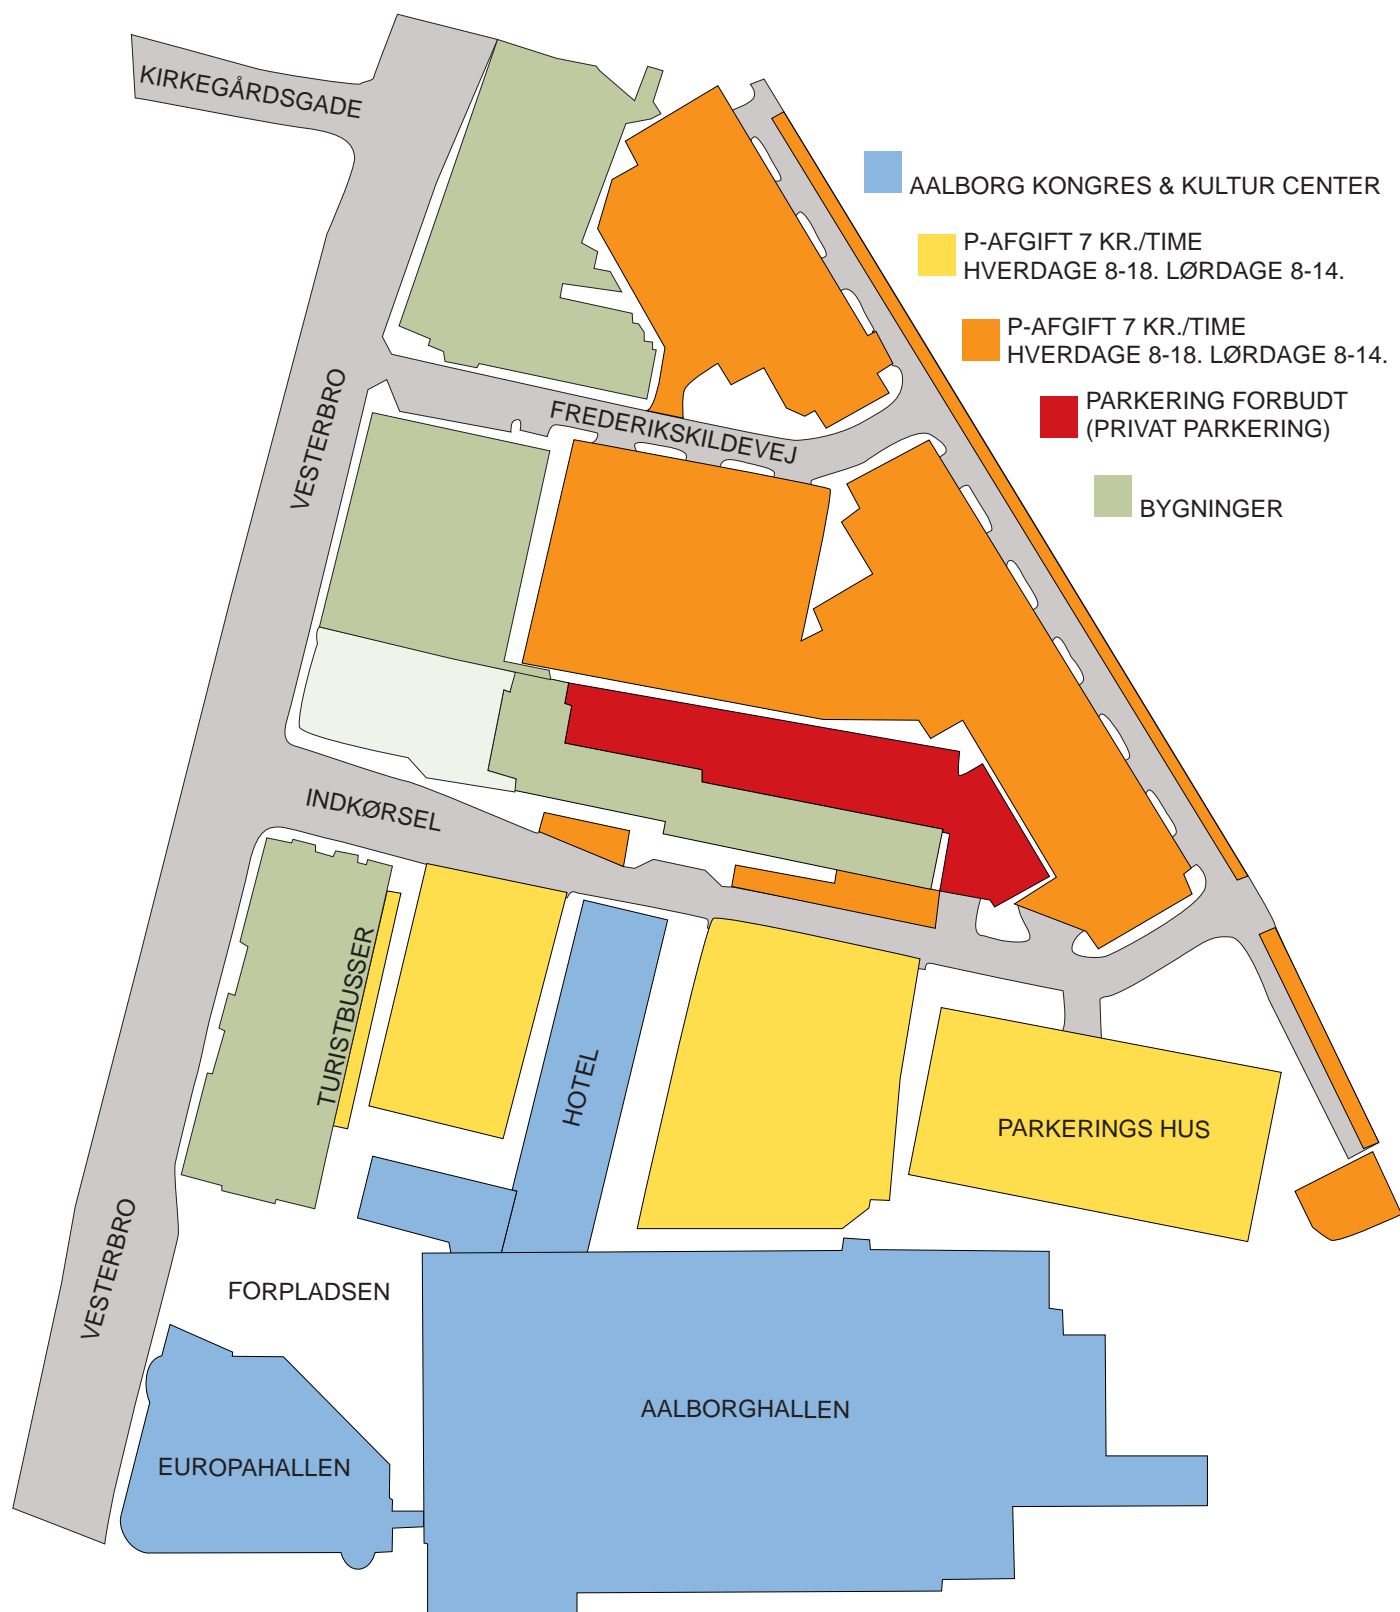 KIRKEGÅRDSGADE
AALBORG KONGRES & KULTUR CENTER
P-AFGIFT 7 KR./TIME
HVERDAGE 8-18. LØRDAGE 8-14.
P-AFGIFT 7 KR./TIME
HVERDAGE 8-18. LØRDAGE 8-14.
PARKERING FORBUDT
(PRIVAT PARKERING)
BYGNINGER
VESTERBRO
FREDERIKSKILDEVEJ
INDKØRSEL
TURISTBUSSER
HOTEL
PARKERINGS HUS
VESTERBRO
FORPLADSEN
AALBORGHALLEN
EUROPAHALLEN